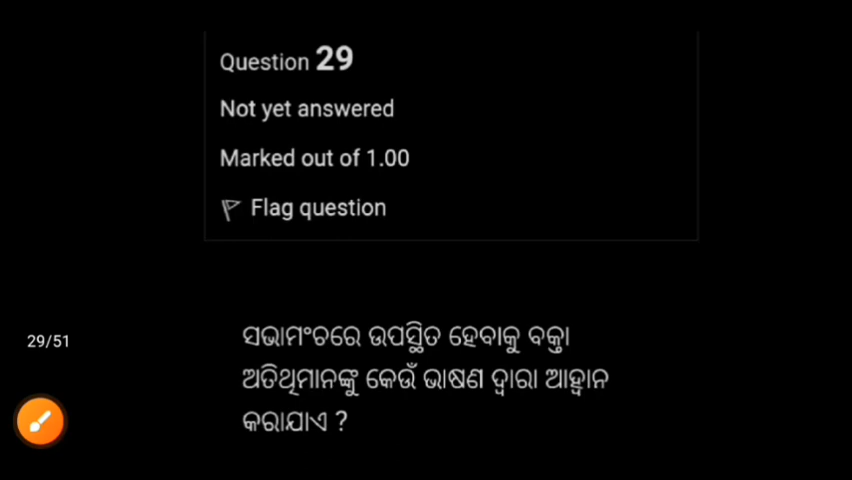 Question 29
Not yet answered
Marked out of 1.00
Flag question
29/51
ସଭାମଂଚରେ ଉପସ୍ଥିତ ହେବାକୁ ବକ୍ତା
ଅତିଥିମାନଙ୍କୁ କେଉଁ ଭାଷଣ ଦ୍ୱାରା ଆହ୍ୱାନ
କରାଯାଏ ?